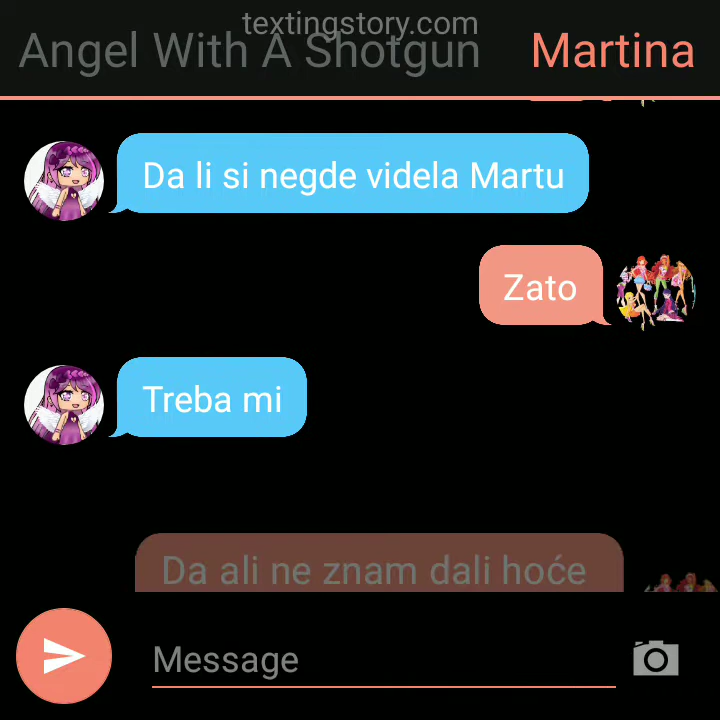 textingstory.com
Angel With A Shotgun
Martina
Da li si negde videla Martu
Zato
Treba mi
Da ali ne znam dali hoće
Message